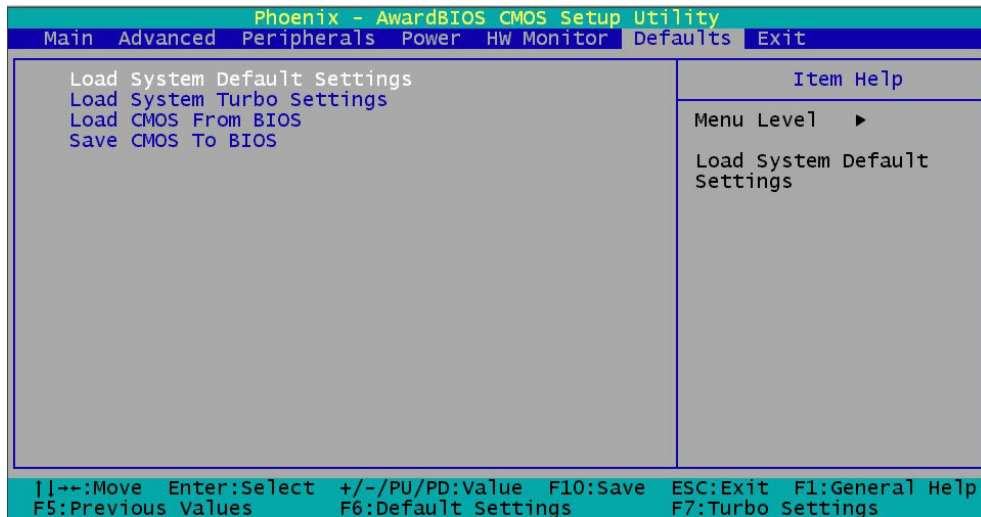 Phoenix - AwardBIOS CMOS Setup Utility
Main Advanced Peripherals Power HW Monitor Defaults Exit
Load System Default Settings
Load System Turbo Settings
Load CMOS From BIOS
Save CMOS To BIOS
Item Help
Menu Level ▶
Load System Default
Settings
↑↓→←:Move Enter:Select +/-/PU/PD:Value F10:Save ESC:Exit F1:General Help
F5:Previous Values F6:Default Settings F7:Turbo Settings